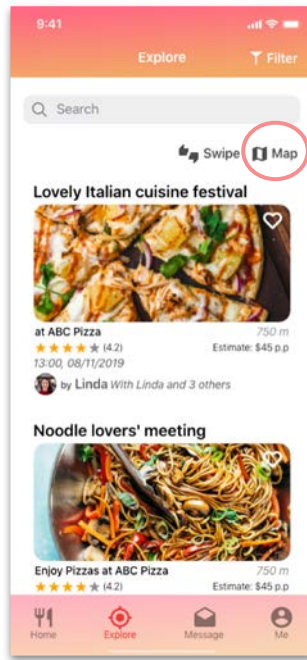 9:41
Explore
Filter
Search
Swipe Map
Lovely Italian cuisine festival
at ABC Pizza 750 m
(4.2) Estimate: $45 p.p
13:00, 08/11/2019
by Linda With Linda and 3 others
Noodle lovers' meeting
Enjoy Pizzas at ABC Pizza 750 m
(4.2) Estimate: $45 p.p
Home Explore Message Me